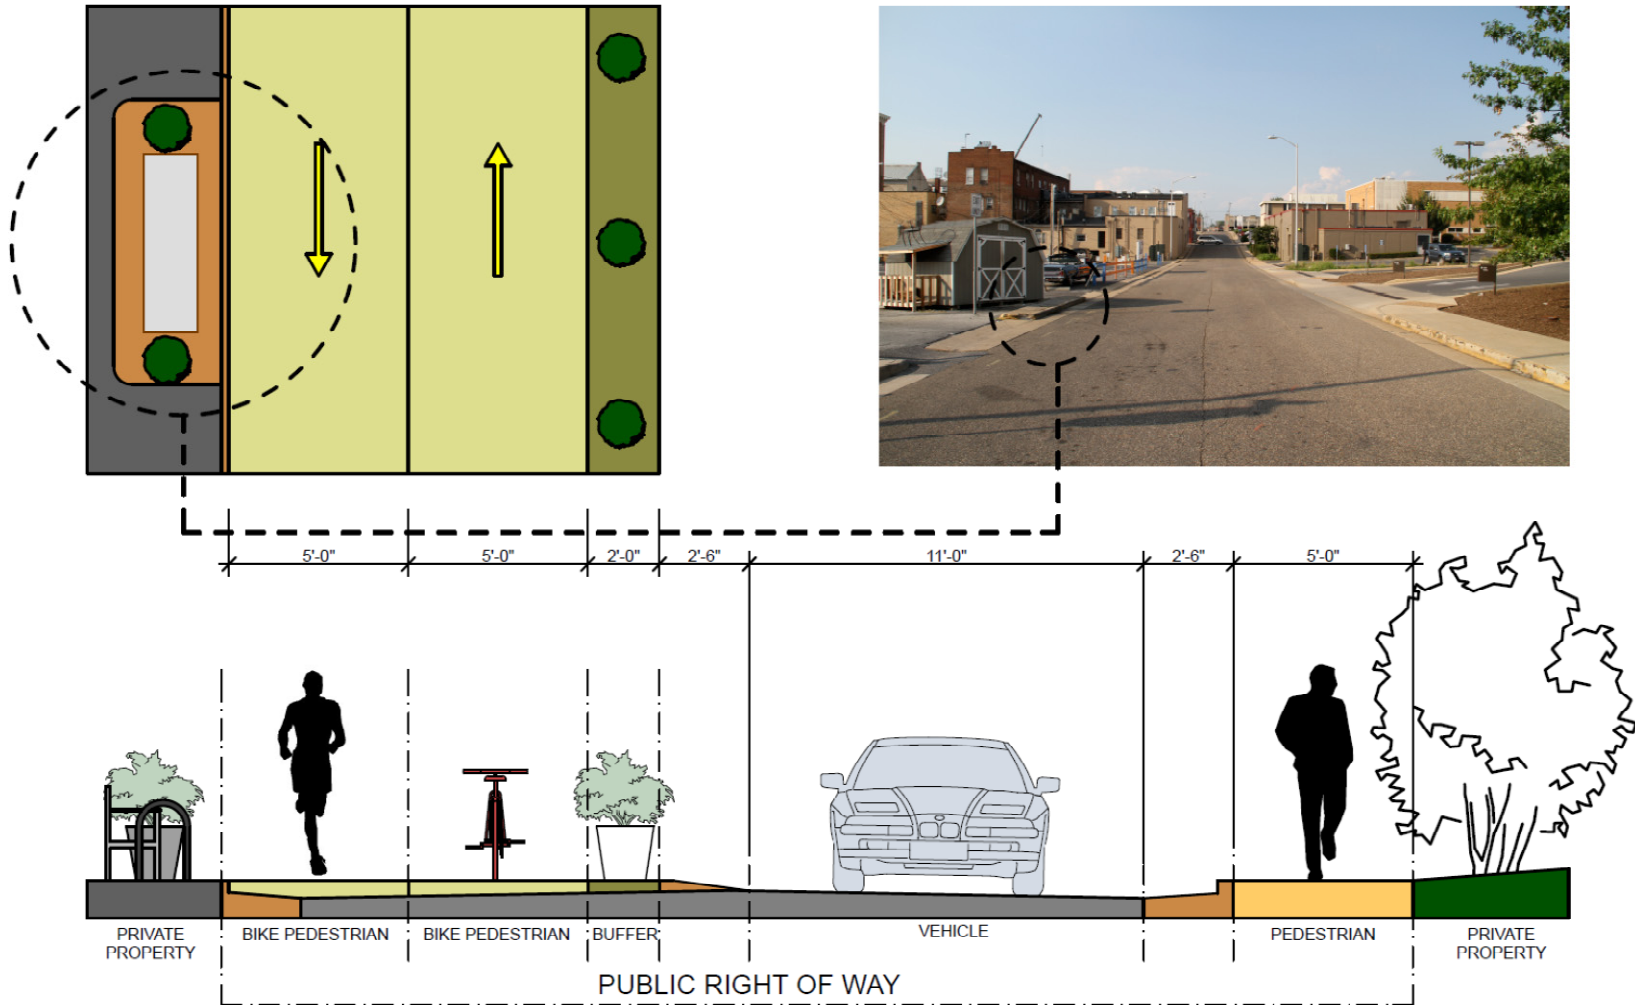 5'-0"
5'-0"
2'-0"
2'-6"
11'-0"
2'-6"
5'-0"
PRIVATE
PROPERTY
BIKE PEDESTRIAN
BIKE PEDESTRIAN
BUFFER
VEHICLE
PEDESTRIAN
PRIVATE
PROPERTY
PUBLIC RIGHT OF WAY